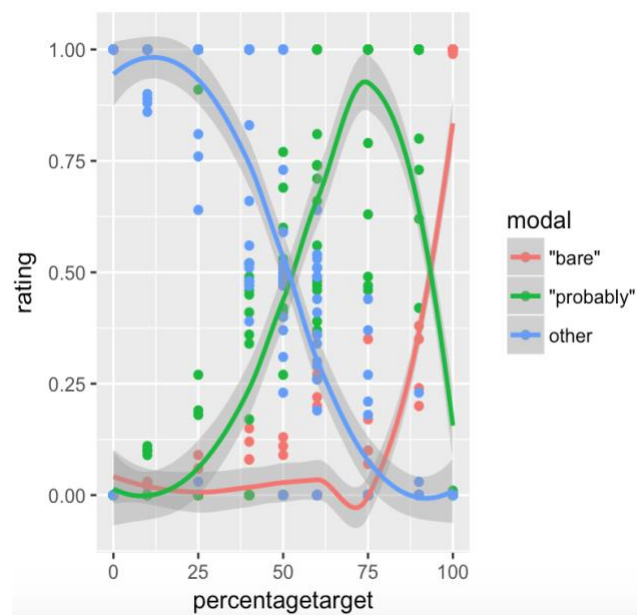 1.00
0.75
0.50
0.25
0.00
rating
0 25 50 75 100
percentagetarget
modal
"bare"
"probably"
other